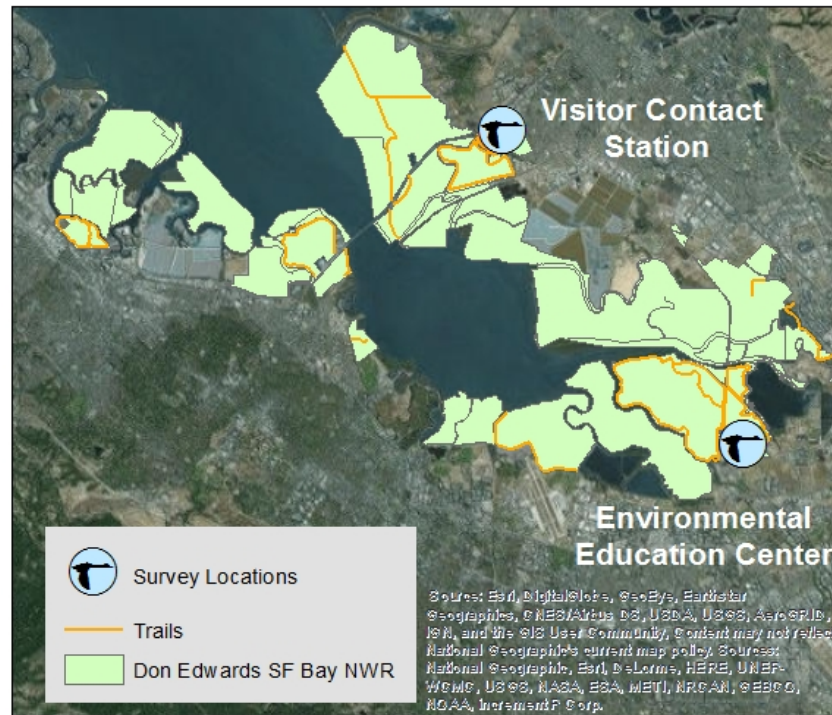 Visitor Contact
Station
Environmental
Education Center
Survey Locations
Trails
Don Edwards SF Bay NWR
Source: Esri, DigitalGlobe, GeoEye, Earthstar
Geographics, CNES/Airbus DS, USDA, USGS, AeroGRID,
IGN, and the GIS User Community, Content may not reflec
National Geographic's current map policy. Sources:
National Geographic, Esri, DeLorme, HERE, UNEP-
WCMC, USGS, NASA, ESA, METI, NRCAN, GEBCO,
NOAA, Increment P Corp.